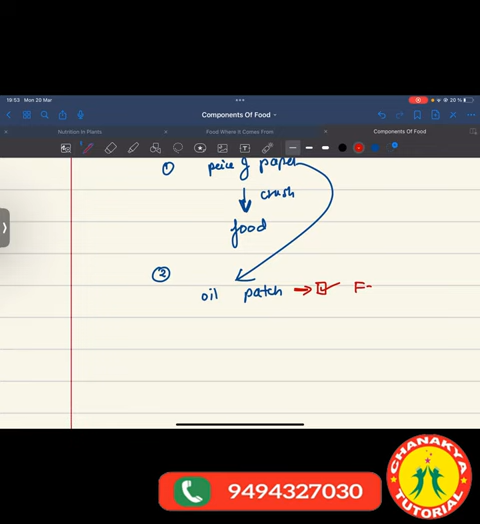 19:53 Mon 20 Mar
20 %
Components Of Food
Nutrition In Plants
Food Where It Comes From
Components Of Food
① peice of paper
crush
food
②
oil patch → ☑ F-
9494327030
CHANAKYA
TUTORIAL